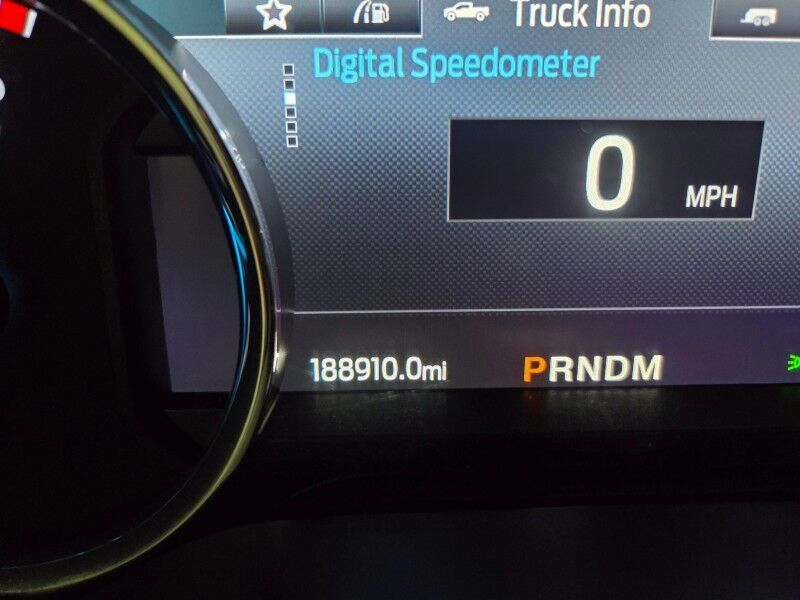 Truck Info
Digital Speedometer
0 MPH
188910.0mi PRNDM